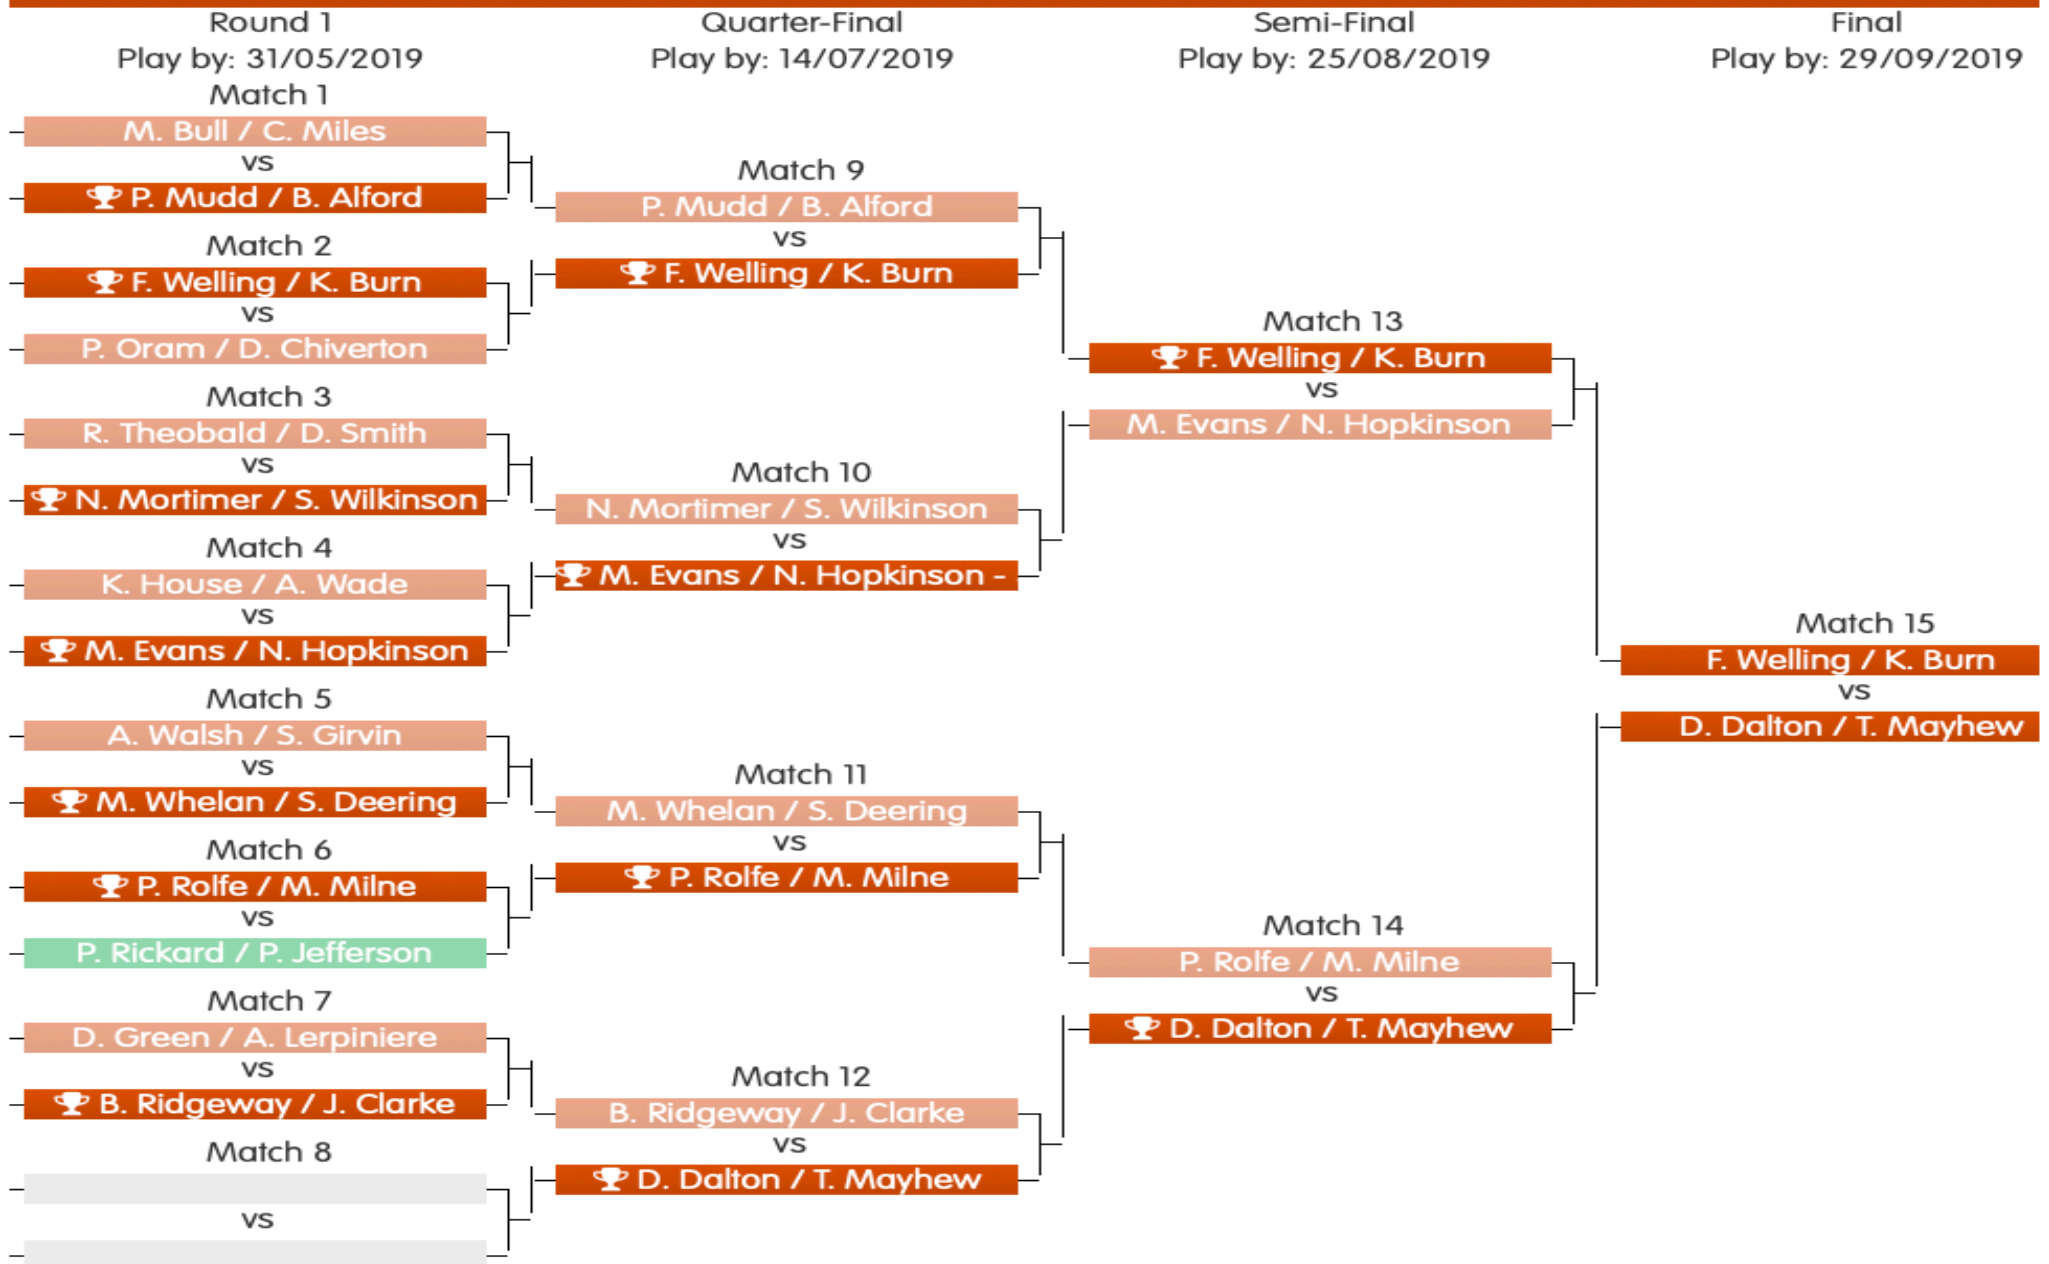 Round 1
Play by: 31/05/2019
Match 1
M. Bull / C. Miles
vs
P. Mudd / B. Alford
Match 2
F. Welling / K. Burn
vs
P. Oram / D. Chiverton
Match 3
R. Theobald / D. Smith
vs
N. Mortimer / S. Wilkinson
Match 4
K. House / A. Wade
vs
M. Evans / N. Hopkinson
Match 5
A. Walsh / S. Girvin
vs
M. Whelan / S. Deering
Match 6
P. Rolfe / M. Milne
vs
P. Rickard / P. Jefferson
Match 7
D. Green / A. Lerpiniere
vs
B. Ridgeway / J. Clarke
Match 8
vs
Quarter-Final
Play by: 14/07/2019
Match 9
P. Mudd / B. Alford
vs
F. Welling / K. Burn
Match 10
N. Mortimer / S. Wilkinson
vs
M. Evans / N. Hopkinson -
Match 11
M. Whelan / S. Deering
vs
P. Rolfe / M. Milne
Match 12
B. Ridgeway / J. Clarke
vs
D. Dalton / T. Mayhew
Semi-Final
Play by: 25/08/2019
Match 13
F. Welling / K. Burn
vs
M. Evans / N. Hopkinson
Match 14
P. Rolfe / M. Milne
vs
D. Dalton / T. Mayhew
Final
Play by: 29/09/2019
Match 15
F. Welling / K. Burn
vs
D. Dalton / T. Mayhew